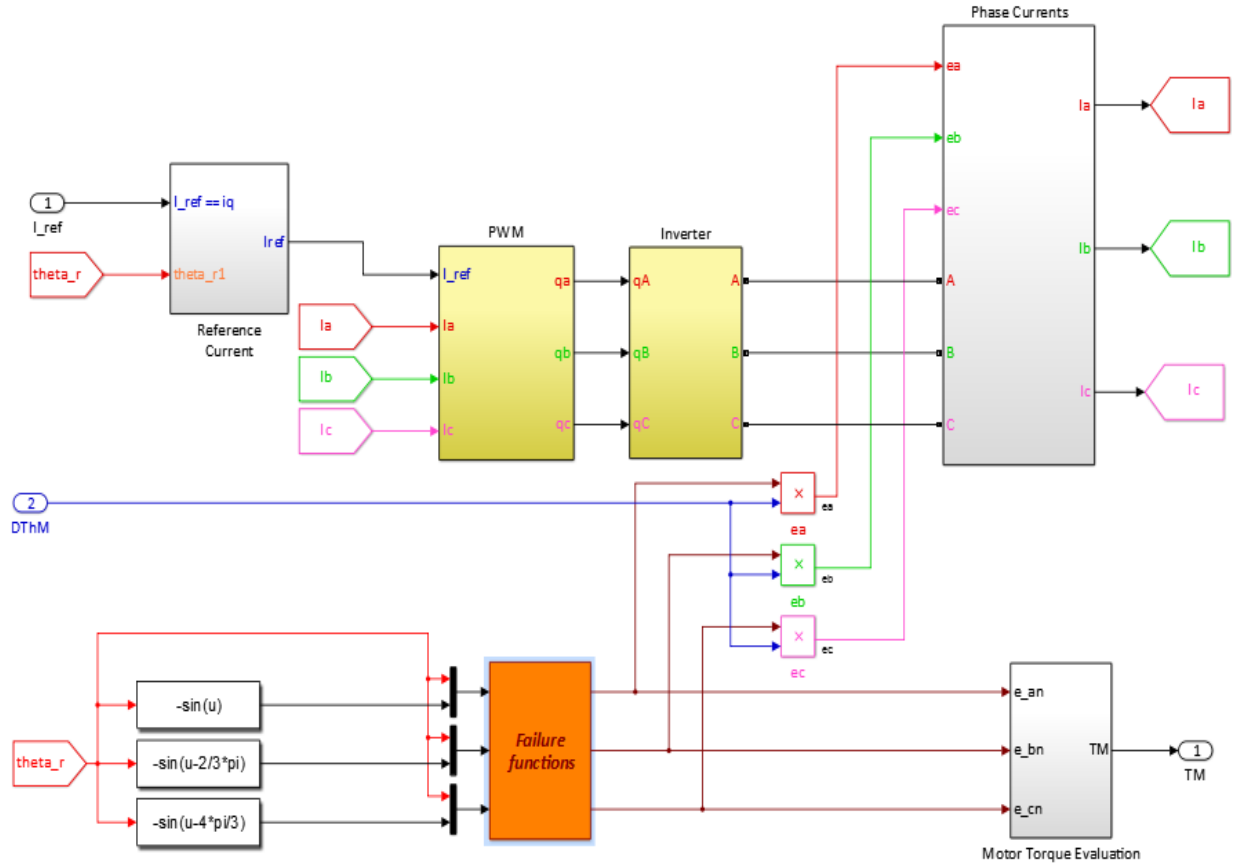 Phase Currents
ea
Ia
Ia
eb
I_ref == iq
1
I_ref
Iref
ec
PWM
Inverter
Ib
Ib
theta_r
theta_r1
I_ref
qa
qA
A
A
Reference
Current
Ia
Ia
Ib
Ib
qb
qB
B
B
Ic
Ic
Ic
Ic
qc
qC
C
C
2
DThM
×
ea
ea
×
eb
eb
×
ec
ec
-sin(u)
e_an
theta_r
-sin(u-2/3*pi)
Failure
functions
e_bn
TM
1
TM
-sin(u-4*pi/3)
e_cn
Motor Torque Evaluation